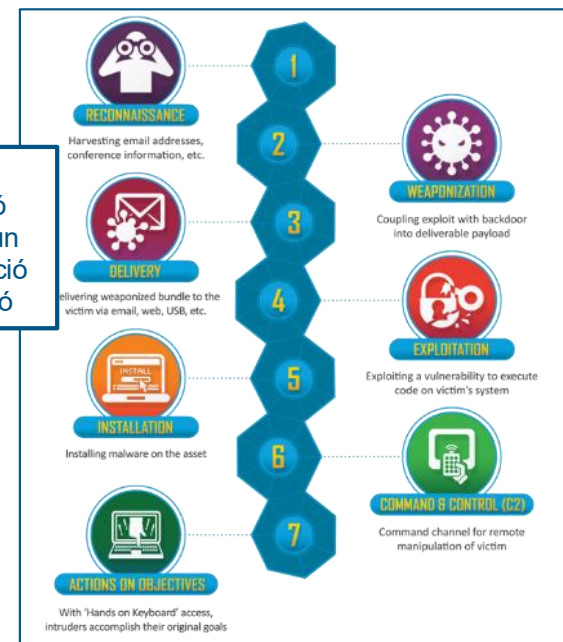 1
RECONNAISSANCE
Harvesting email addresses,
conference information, etc.
2
WEAPONIZATION
Coupling exploit with backdoor
into deliverable payload
3
DELIVERY
elivering weaponized bundle to the
victim via email, web, USB, etc.
4
EXPLOITATION
Exploiting a vulnerability to execute
code on victim's system
5
INSTALL
INSTALLATION
Installing malware on the asset
6
COMMAND & CONTROL (C2)
Command channel for remote
manipulation of victim
7
ACTIONS ON OBJECTIVES
With 'Hands on Keyboard' access,
intruders accomplish their original goals
ó
un
ció
ó